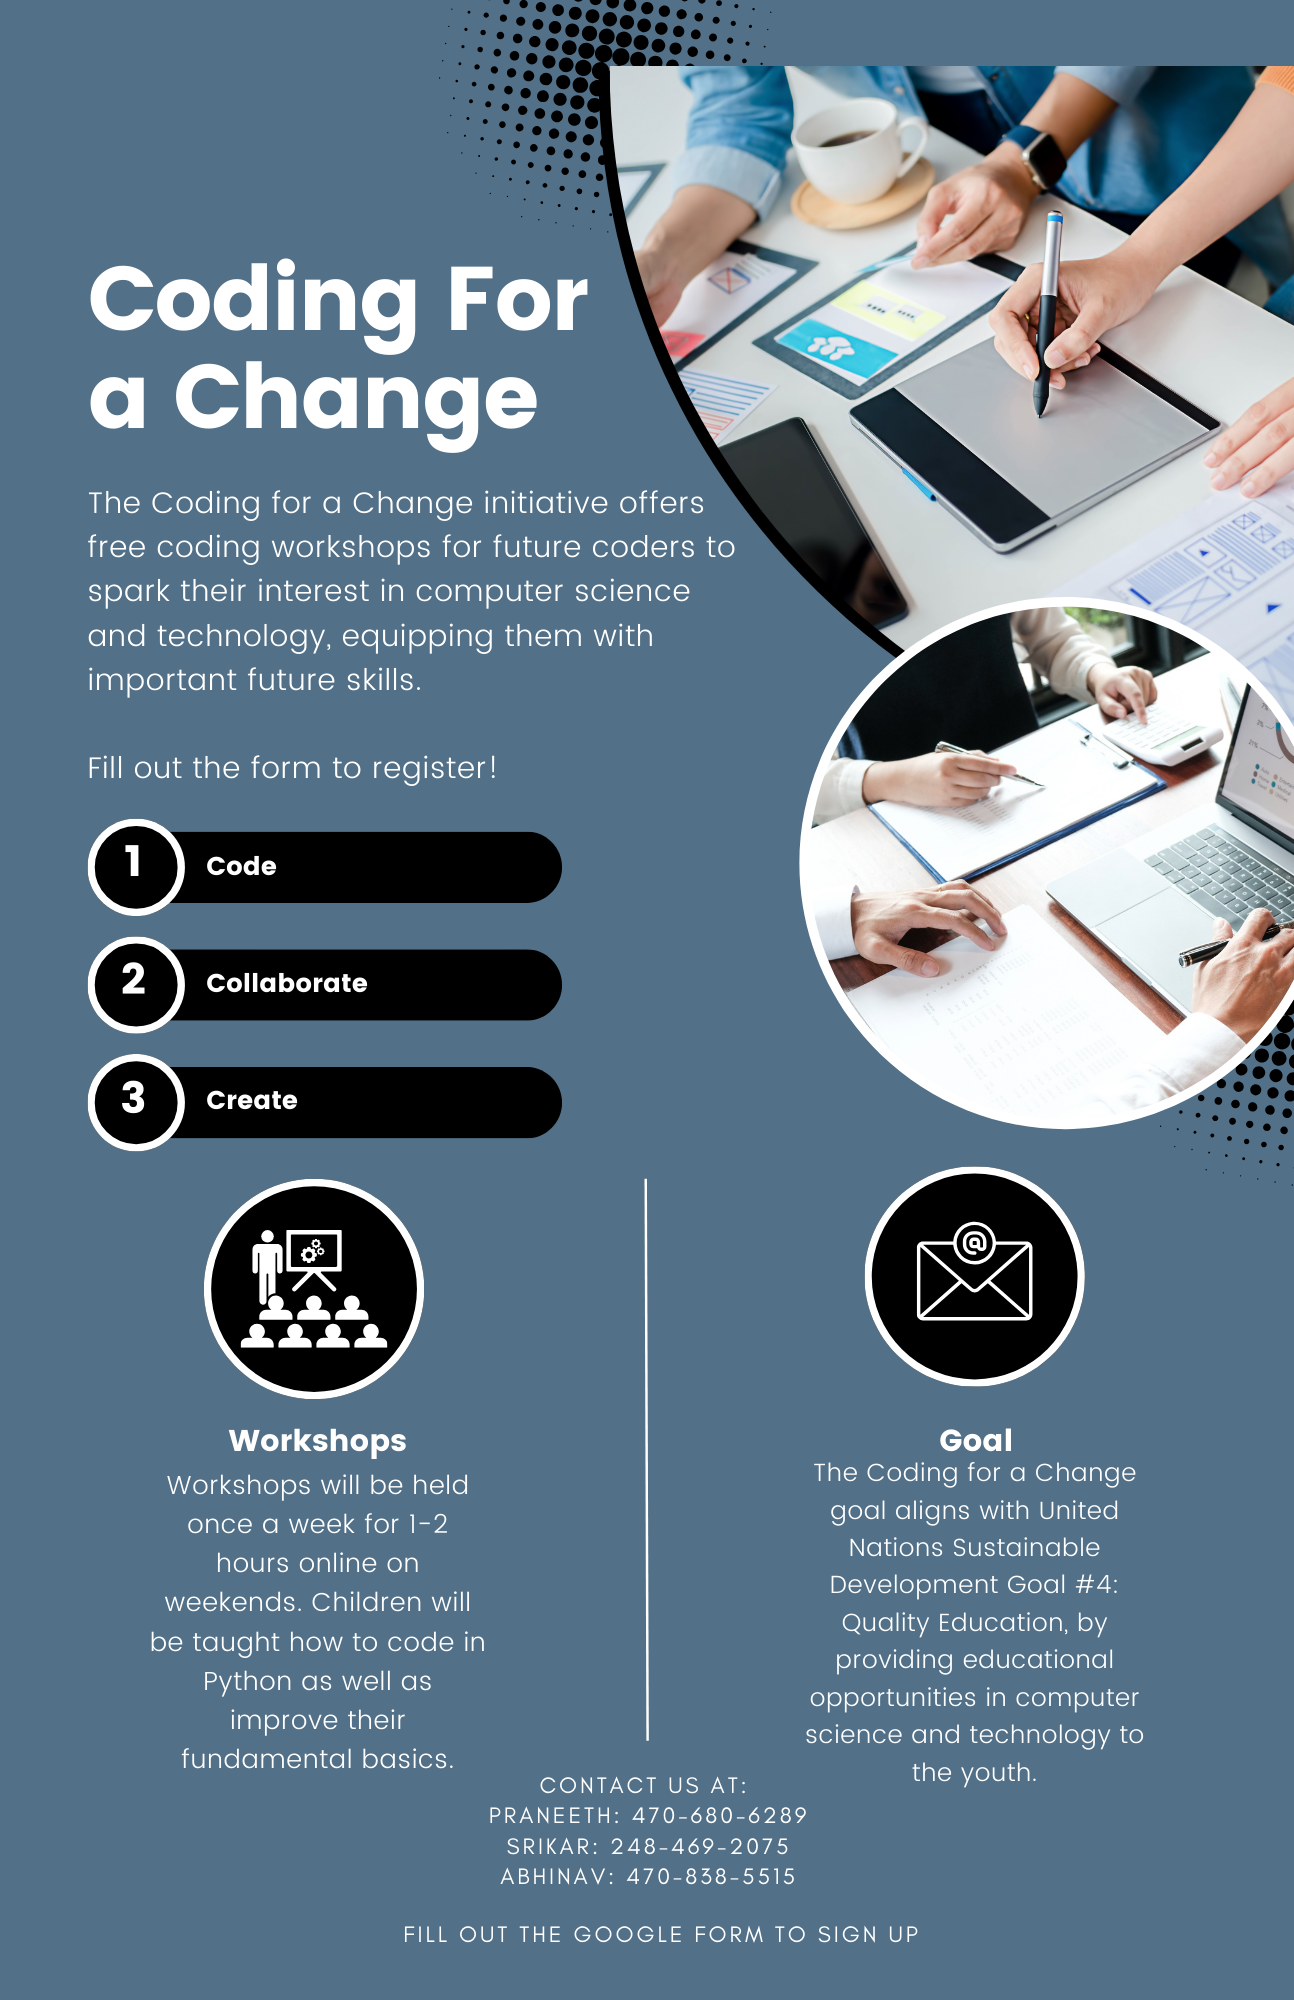 Coding For
a Change
The Coding for a Change initiative offers
free coding workshops for future coders to
spark their interest in computer science
and technology, equipping them with
important future skills.
Fill out the form to register!
1 Code
2 Collaborate
3 Create
Workshops
Workshops will be held
once a week for 1-2
hours online on
weekends. Children will
be taught how to code in
Python as well as
improve their
fundamental basics.
@
Goal
The Coding for a Change
goal aligns with United
Nations Sustainable
Development Goal #4:
Quality Education, by
providing educational
opportunities in computer
science and technology to
the youth.
CONTACT US AT:
PRANEETH: 470-680-6289
SRIKAR: 248-469-2075
ABHINAV: 470-838-5515
FILL OUT THE GOOGLE FORM TO SIGN UP